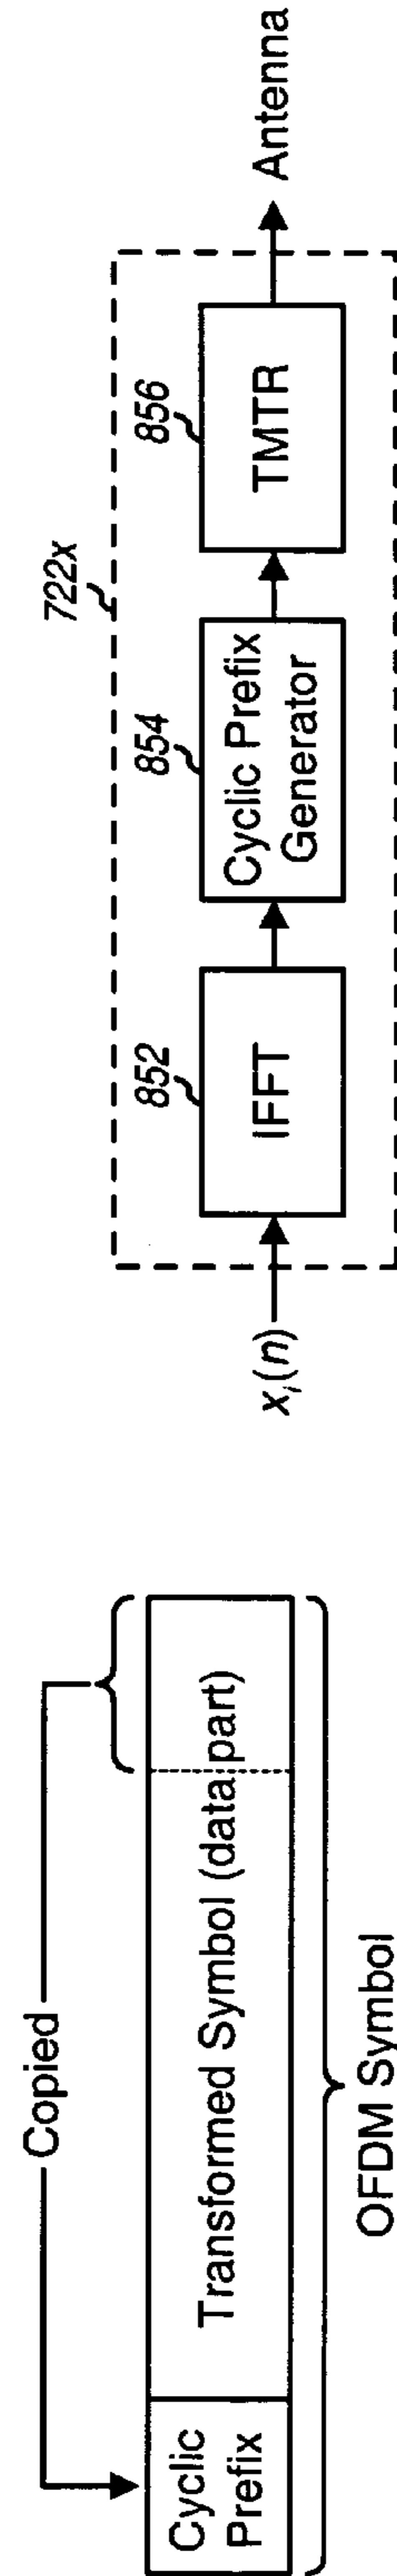 Copied
Cyclic
Prefix
Transformed Symbol (data part)
OFDM Symbol
722x
852
854
856
x_i(n)
IFFT
Cyclic Prefix
Generator
TMTR
Antenna